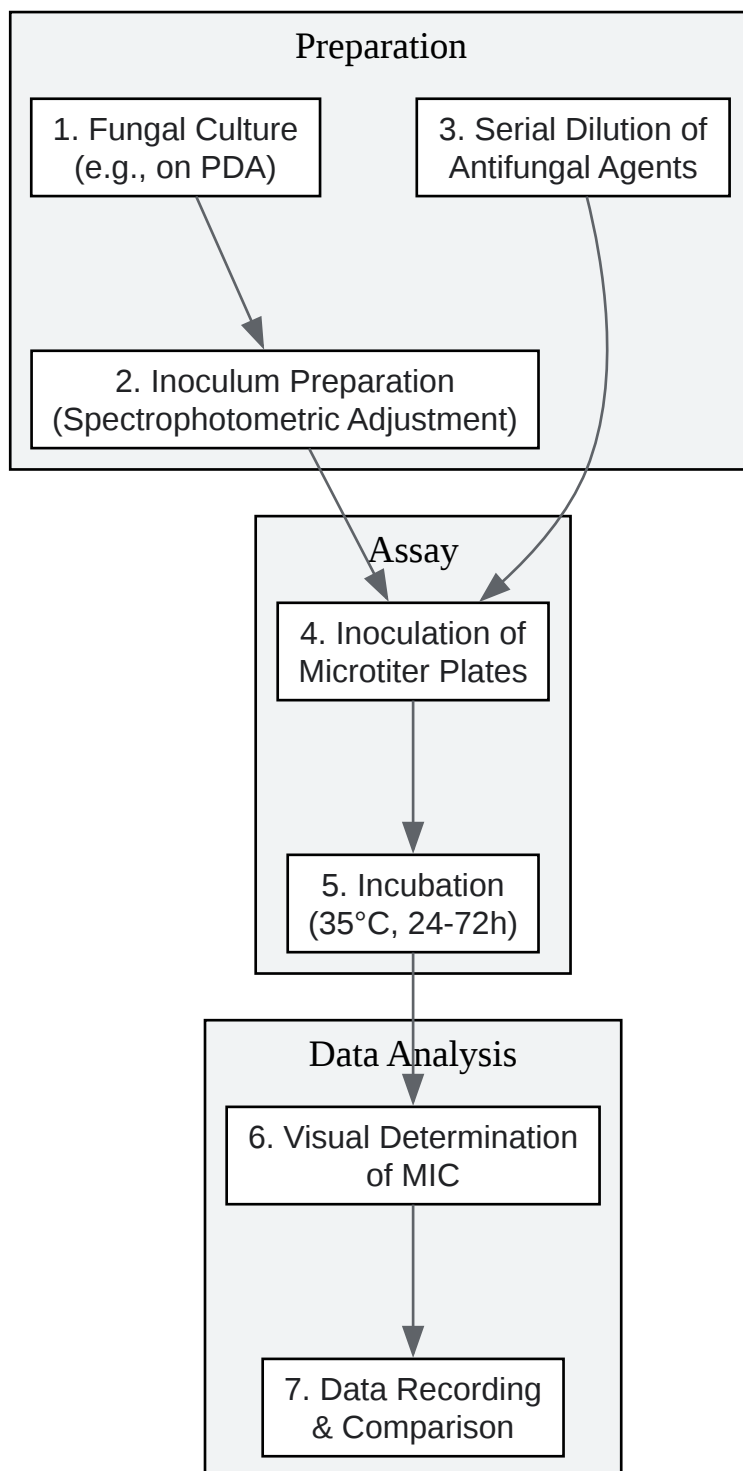 Preparation
1. Fungal Culture
(e.g., on PDA)
3. Serial Dilution of
Antifungal Agents
2. Inoculum Preparation
(Spectrophotometric Adjustment)
Assay
4. Inoculation of
Microtiter Plates
5. Incubation
(35°C, 24-72h)
Data Analysis
6. Visual Determination
of MIC
7. Data Recording
& Comparison